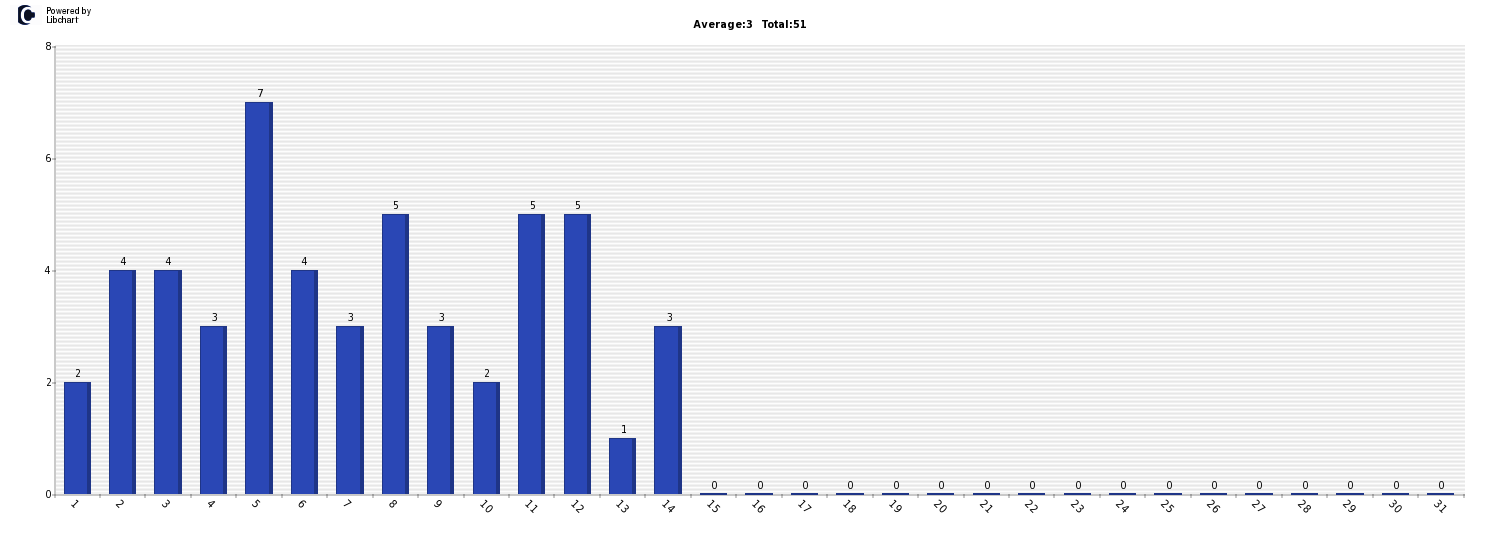 Powered by
Libchart
Average:3 Total:51
8
6
4
2
0
2 4 4 3 7 4 3 5 3 2 5 5 1 3 0 0 0 0 0 0 0 0 0 0 0 0 0 0 0 0 0
1 2 3 4 5 6 7 8 9 10 11 12 13 14 15 16 17 18 19 20 21 22 23 24 25 26 27 28 29 30 31